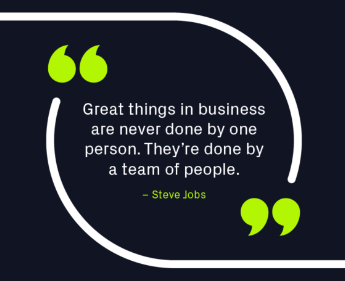 Great things in business
are never done by one
person. They’re done by
a team of people.
– Steve Jobs